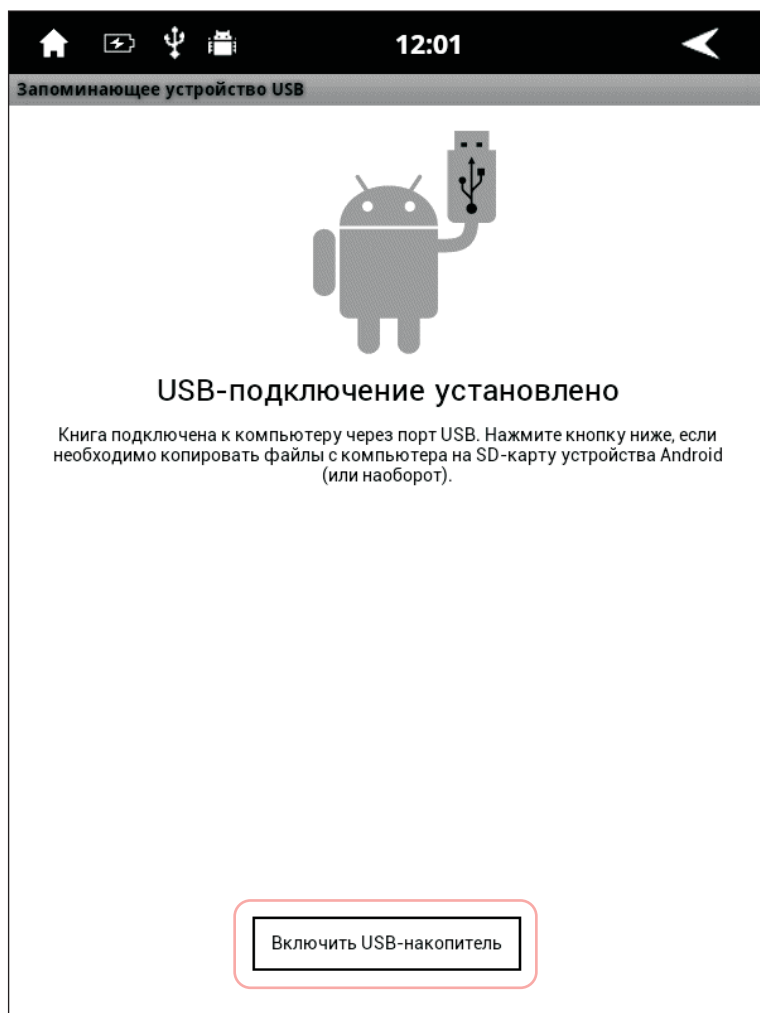 12:01
Запоминающее устройство USB
USB-подключение установлено
Книга подключена к компьютеру через порт USB. Нажмите кнопку ниже, если
необходимо копировать файлы с компьютера на SD-карту устройства Android
(или наоборот).
Включить USB-накопитель